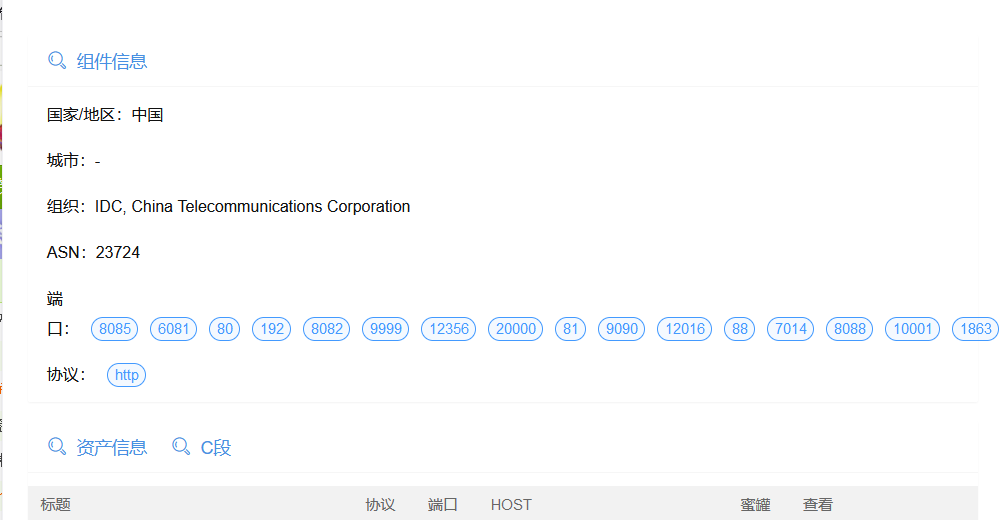 组件信息
国家/地区：中国
城市：-
组织：IDC, China Telecommunications Corporation
ASN：23724
端
口： 8085 6081 80 192 8082 9999 12356 20000 81 9090 12016 88 7014 8088 10001 1863
协议： http
资产信息 C段
标题 协议 端口 HOST 蜜罐 查看